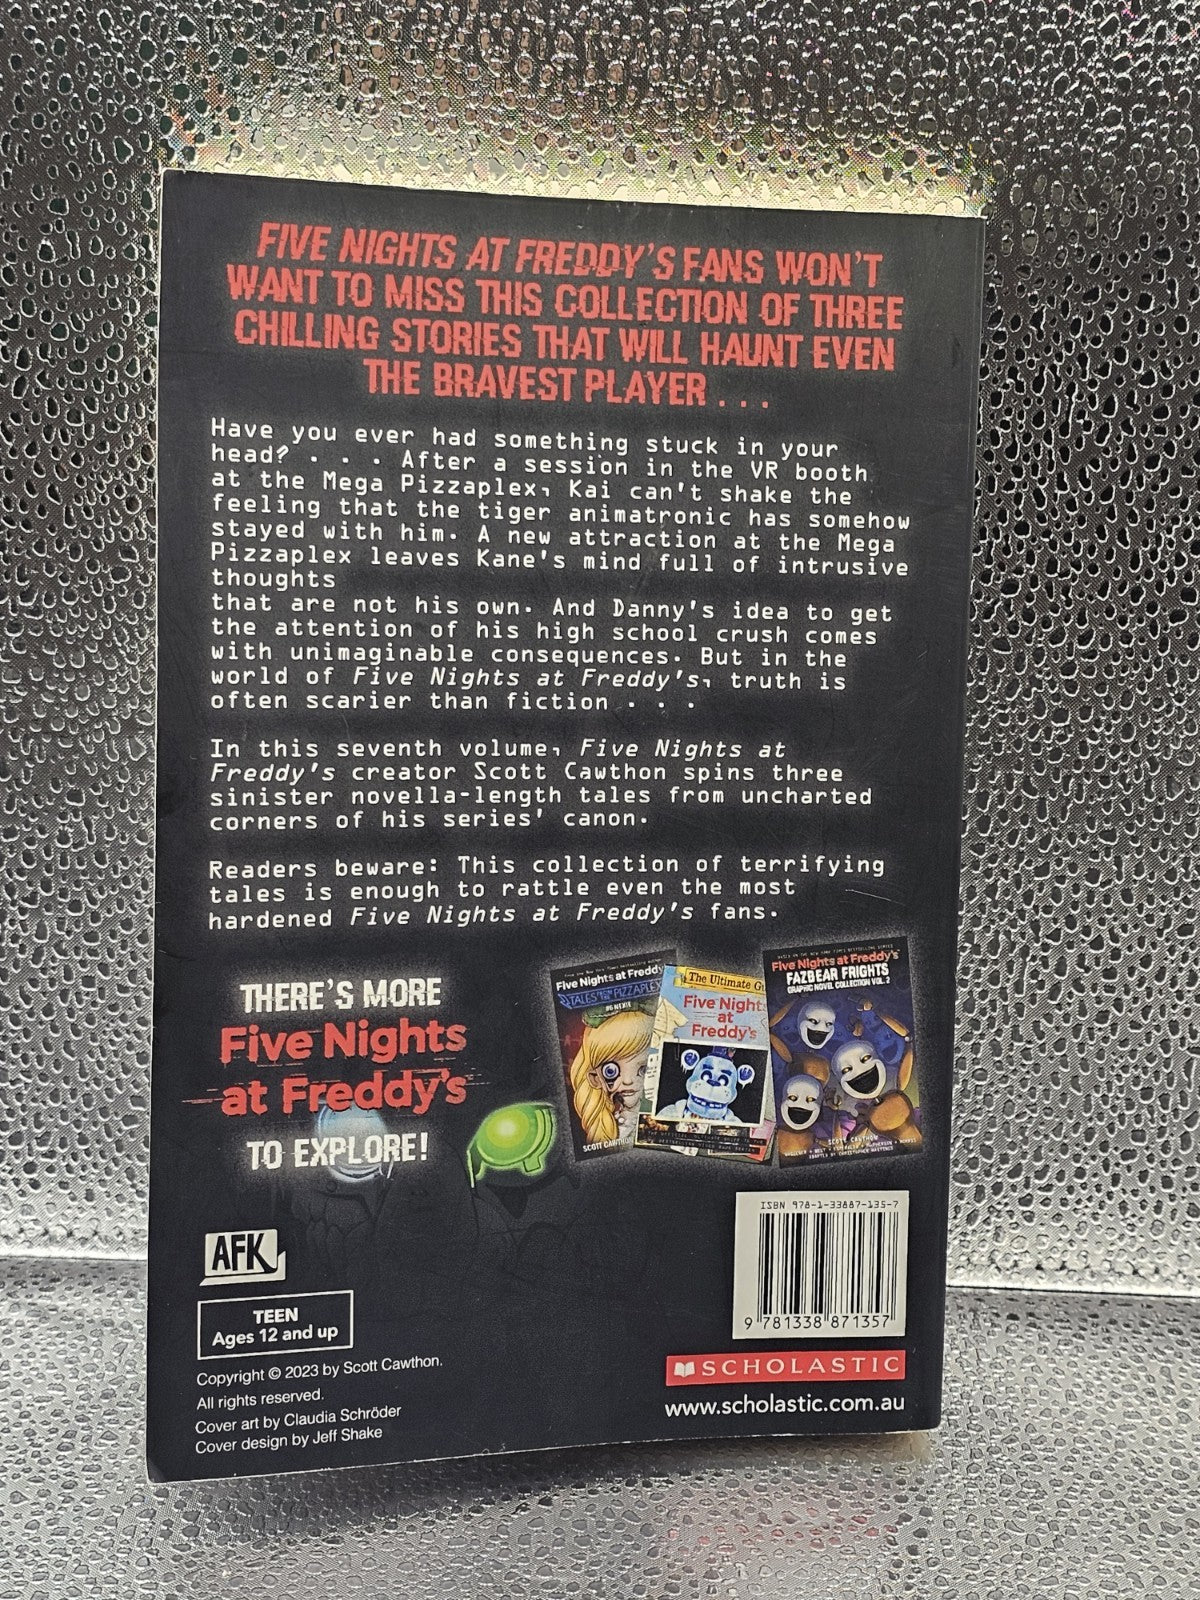 FIVE NIGHTS AT FREDDY'S FANS WON'T
WANT TO MISS THIS COLLECTION OF THREE
CHILLING STORIES THAT WILL HAUNT EVEN
THE BRAVEST PLAYER . . .
Have you ever had something stuck in your
head? . . . After a session in the VR booth
at the Mega Pizzaplex, Kai can't shake the
feeling that the tiger animatronic has somehow
stayed with him. A new attraction at the Mega
Pizzaplex leaves Kane's mind full of intrusive
thoughts
that are not his own. And Danny's idea to get
the attention of his high school crush comes
with unimaginable consequences. But in the
world of Five Nights at Freddy's, truth is
often scarier than fiction . . .
In this seventh volume, Five Nights at
Freddy's creator Scott Cawthon spins three
sinister novella-length tales from uncharted
corners of his series' canon.
Readers beware: This collection of terrifying
tales is enough to rattle even the most
hardened Five Nights at Freddy's fans.
THERE'S MORE
Five Nights
at Freddy's
TO EXPLORE!
Five Nights at Freddy
TALES FROM THE PIZZAPLEX
SCOTT CAWTHON
The Ultimate Gu
Five Nights
at
Freddy's
Five Nights at Freddy's
FAZBEAR FRIGHTS
GRAPHIC NOVEL COLLECTION VOL. 2
SCOTT CAWTHON
AFK
TEEN
Ages 12 and up
Copyright © 2023 by Scott Cawthon.
All rights reserved.
Cover art by Claudia Schröder
Cover design by Jeff Shake
ISBN 978-1-33887-135-7
9 781338 871357
SCHOLASTIC
www.scholastic.com.au